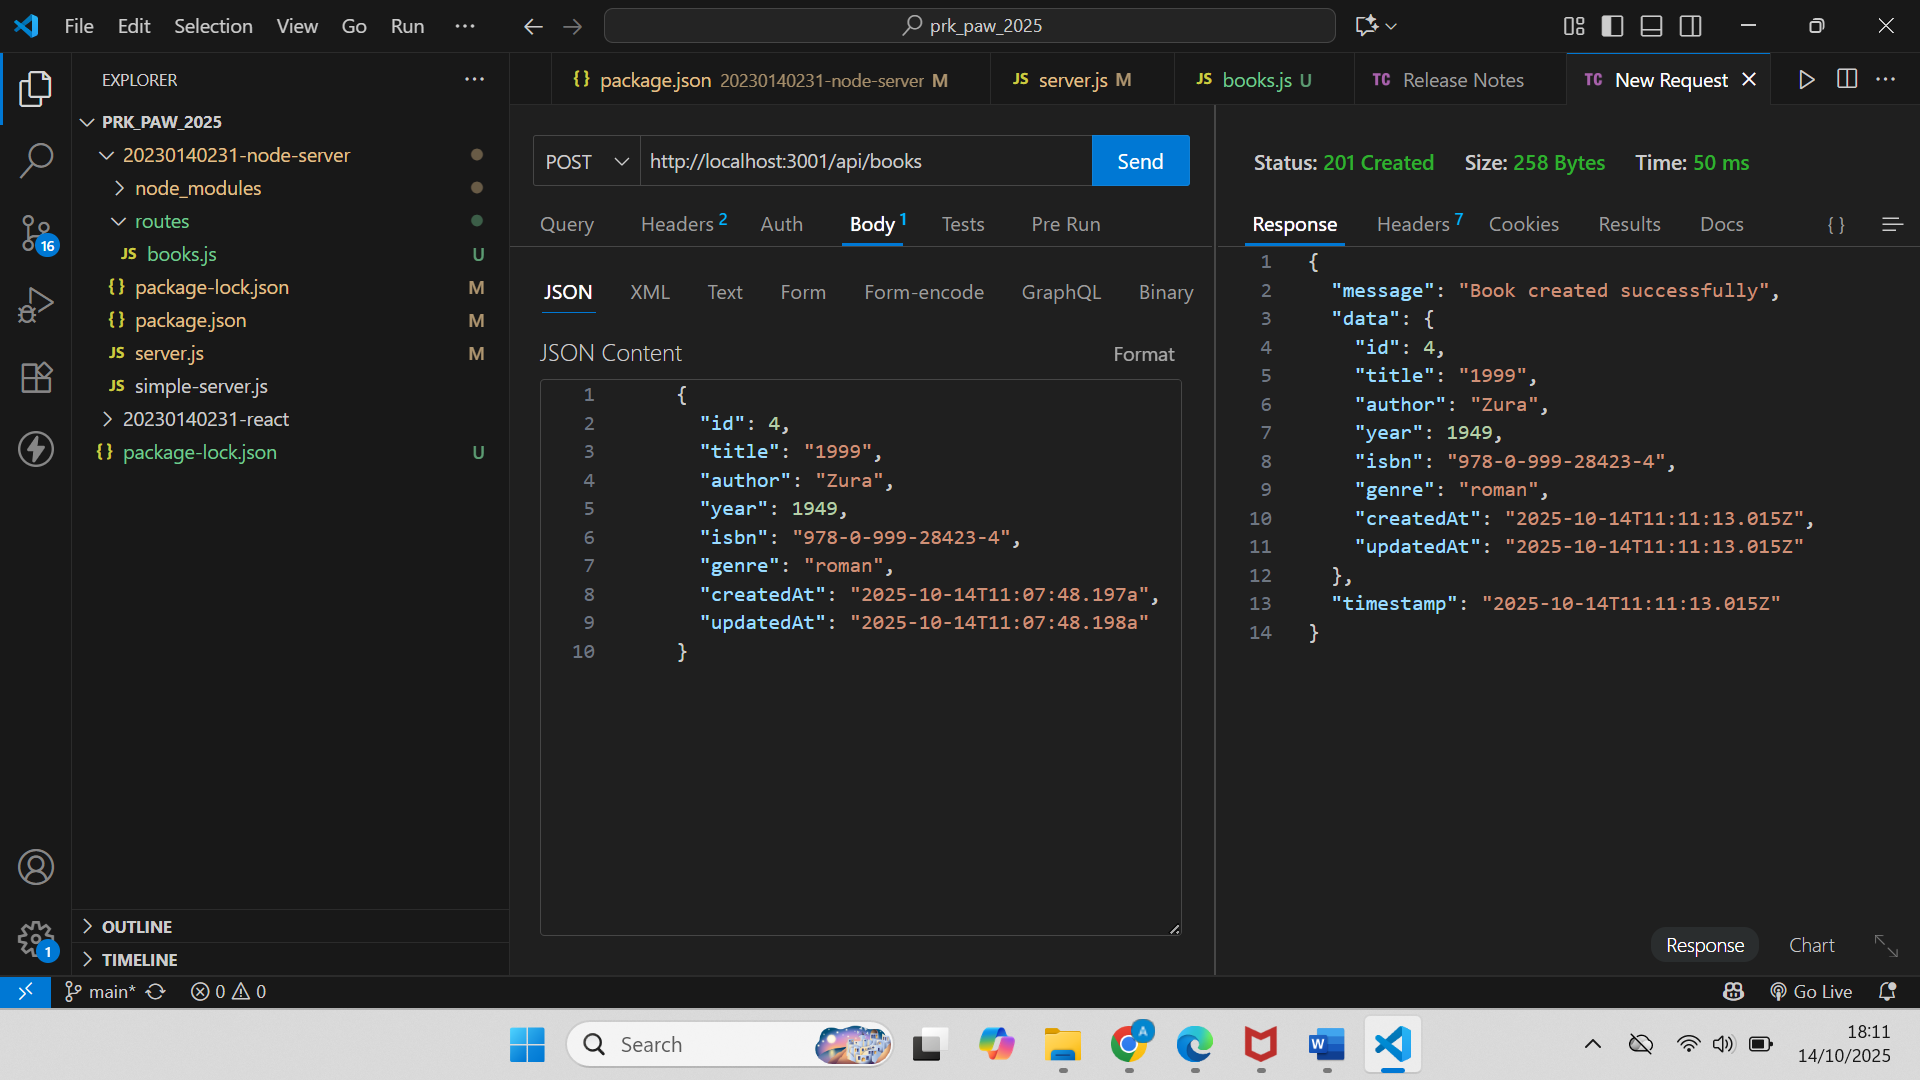 File Edit Selection View Go Run ···
prk_paw_2025
EXPLORER ···
PRK_PAW_2025
20230140231-node-server
node_modules
routes
JS books.js U
{} package-lock.json M
{} package.json M
JS server.js M
JS simple-server.js
20230140231-react
{} package-lock.json U
OUTLINE
TIMELINE
16
1
{} package.json 20230140231-node-server M
JS server.js M
JS books.js U
TC Release Notes
TC New Request
POST http://localhost:3001/api/books Send
Query Headers 2 Auth Body 1 Tests Pre Run
JSON XML Text Form Form-encode GraphQL Binary
JSON Content Format
1 {
2 "id": 4,
3 "title": "1999",
4 "author": "Zura",
5 "year": 1949,
6 "isbn": "978-0-999-28423-4",
7 "genre": "roman",
8 "createdAt": "2025-10-14T11:07:48.197a",
9 "updatedAt": "2025-10-14T11:07:48.198a"
10 }
Status: 201 Created Size: 258 Bytes Time: 50 ms
Response Headers 7 Cookies Results Docs { }
1 {
2 "message": "Book created successfully",
3 "data": {
4 "id": 4,
5 "title": "1999",
6 "author": "Zura",
7 "year": 1949,
8 "isbn": "978-0-999-28423-4",
9 "genre": "roman",
10 "createdAt": "2025-10-14T11:11:13.015Z",
11 "updatedAt": "2025-10-14T11:11:13.015Z"
12 },
13 "timestamp": "2025-10-14T11:11:13.015Z"
14 }
Response Chart
main* 0 0
Go Live
Search
A
W
18:11
14/10/2025